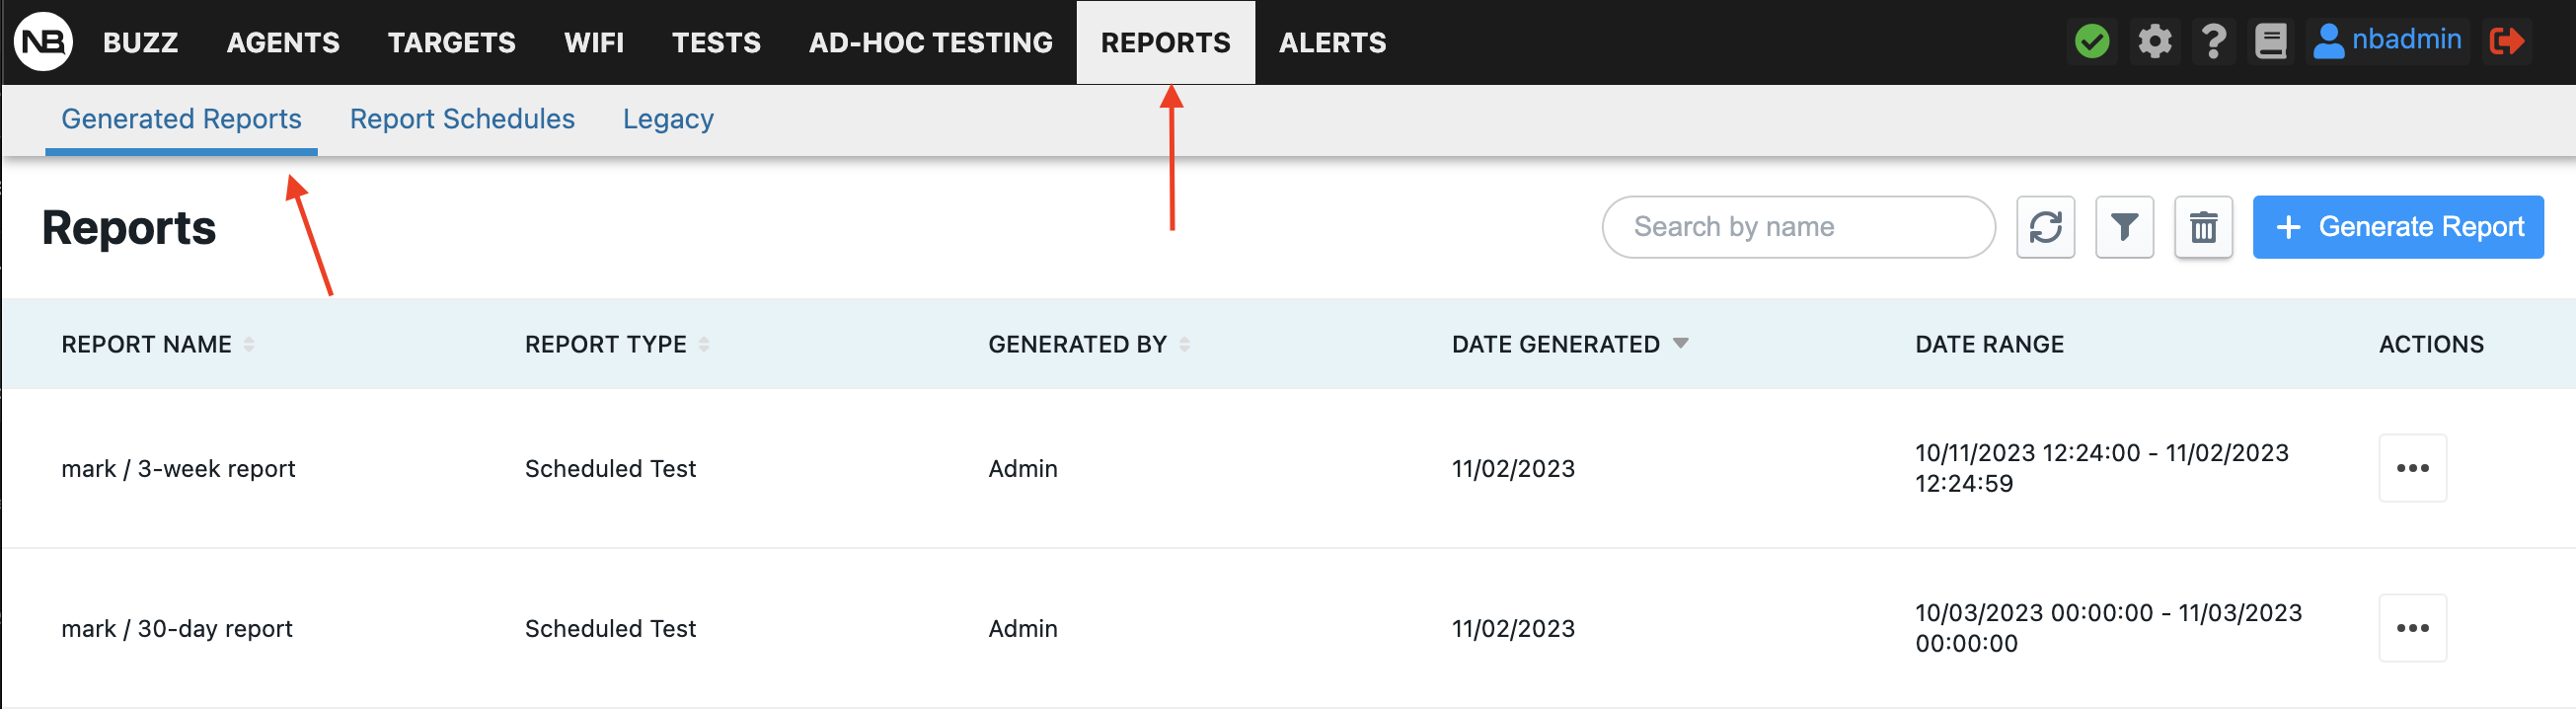 NB BUZZ AGENTS TARGETS WIFI TESTS AD-HOC TESTING REPORTS ALERTS nbadmin
Generated Reports Report Schedules Legacy
Reports Search by name + Generate Report
REPORT NAME REPORT TYPE GENERATED BY DATE GENERATED DATE RANGE ACTIONS
mark / 3-week report Scheduled Test Admin 11/02/2023 10/11/2023 12:24:00 - 11/02/2023
12:24:59
mark / 30-day report Scheduled Test Admin 11/02/2023 10/03/2023 00:00:00 - 11/03/2023
00:00:00